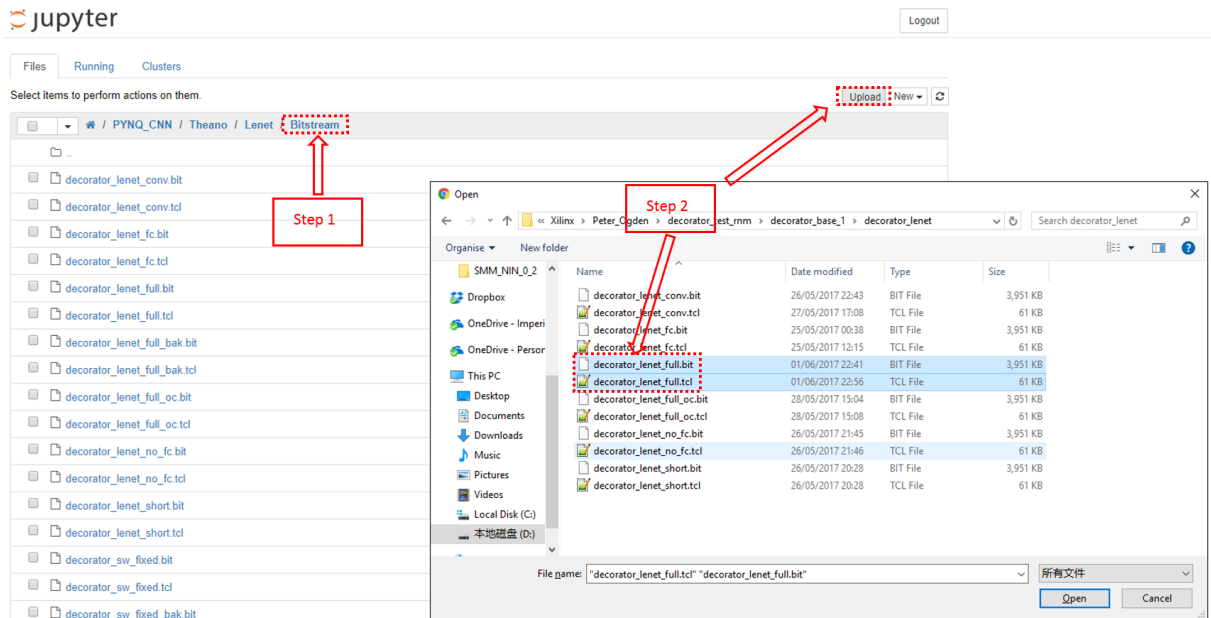 jupyter
Logout
Files Running Clusters
Select items to perform actions on them.
Upload New
/ PYNQ_CNN / Theano / Lenet / Bitstream
..
decorator_lenet_conv.bit
decorator_lenet_conv.tcl
decorator_lenet_fc.bit
decorator_lenet_fc.tcl
decorator_lenet_full.bit
decorator_lenet_full.tcl
decorator_lenet_full_bak.bit
decorator_lenet_full_bak.tcl
decorator_lenet_full_oc.bit
decorator_lenet_full_oc.tcl
decorator_lenet_no_fc.bit
decorator_lenet_no_fc.tcl
decorator_lenet_short.bit
decorator_lenet_short.tcl
decorator_sw_fixed.bit
decorator_sw_fixed.tcl
decorator_sw_fixed_bak.bit
Step 1
Step 2
Open
« Xilinx > Peter_Ogden > decorator_test_rnm > decorator_base_1 > decorator_lenet
Search decorator_lenet
Organise New folder
SMM_NIN_0_2
Dropbox
OneDrive - Imperi
OneDrive - Person
This PC
Desktop
Documents
Downloads
Music
Pictures
Videos
Local Disk (C:)
本地磁盘 (D:)
Name Date modified Type Size
decorator_lenet_conv.bit 26/05/2017 22:43 BIT File 3,951 KB
decorator_lenet_conv.tcl 27/05/2017 17:08 TCL File 61 KB
decorator_lenet_fc.bit 25/05/2017 00:38 BIT File 3,951 KB
decorator_lenet_fc.tcl 25/05/2017 12:15 TCL File 61 KB
decorator_lenet_full.bit 01/06/2017 22:41 BIT File 3,951 KB
decorator_lenet_full.tcl 01/06/2017 22:56 TCL File 61 KB
decorator_lenet_full_oc.bit 28/05/2017 15:04 BIT File 3,951 KB
decorator_lenet_full_oc.tcl 28/05/2017 15:08 TCL File 61 KB
decorator_lenet_no_fc.bit 26/05/2017 21:45 BIT File 3,951 KB
decorator_lenet_no_fc.tcl 26/05/2017 21:46 TCL File 61 KB
decorator_lenet_short.bit 26/05/2017 20:28 BIT File 3,951 KB
decorator_lenet_short.tcl 26/05/2017 20:28 TCL File 61 KB
File name: "decorator_lenet_full.tcl" "decorator_lenet_full.bit"
所有文件
Open Cancel